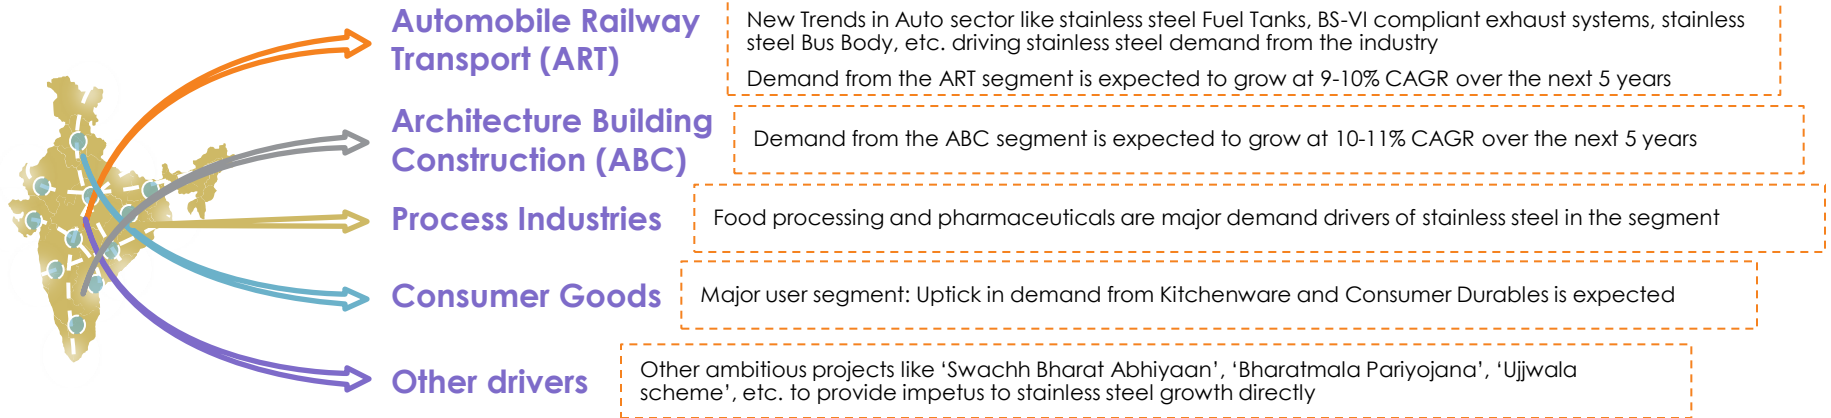 Automobile Railway
Transport (ART)
New Trends in Auto sector like stainless steel Fuel Tanks, BS-VI compliant exhaust systems, stainless
steel Bus Body, etc. driving stainless steel demand from the industry
Demand from the ART segment is expected to grow at 9-10% CAGR over the next 5 years
Architecture Building
Construction (ABC)
Demand from the ABC segment is expected to grow at 10-11% CAGR over the next 5 years
Process Industries
Food processing and pharmaceuticals are major demand drivers of stainless steel in the segment
Consumer Goods
Major user segment: Uptick in demand from Kitchenware and Consumer Durables is expected
Other drivers
Other ambitious projects like ‘Swachh Bharat Abhiyaan’, ‘Bharatmala Pariyojana’, ‘Ujjwala
scheme’, etc. to provide impetus to stainless steel growth directly